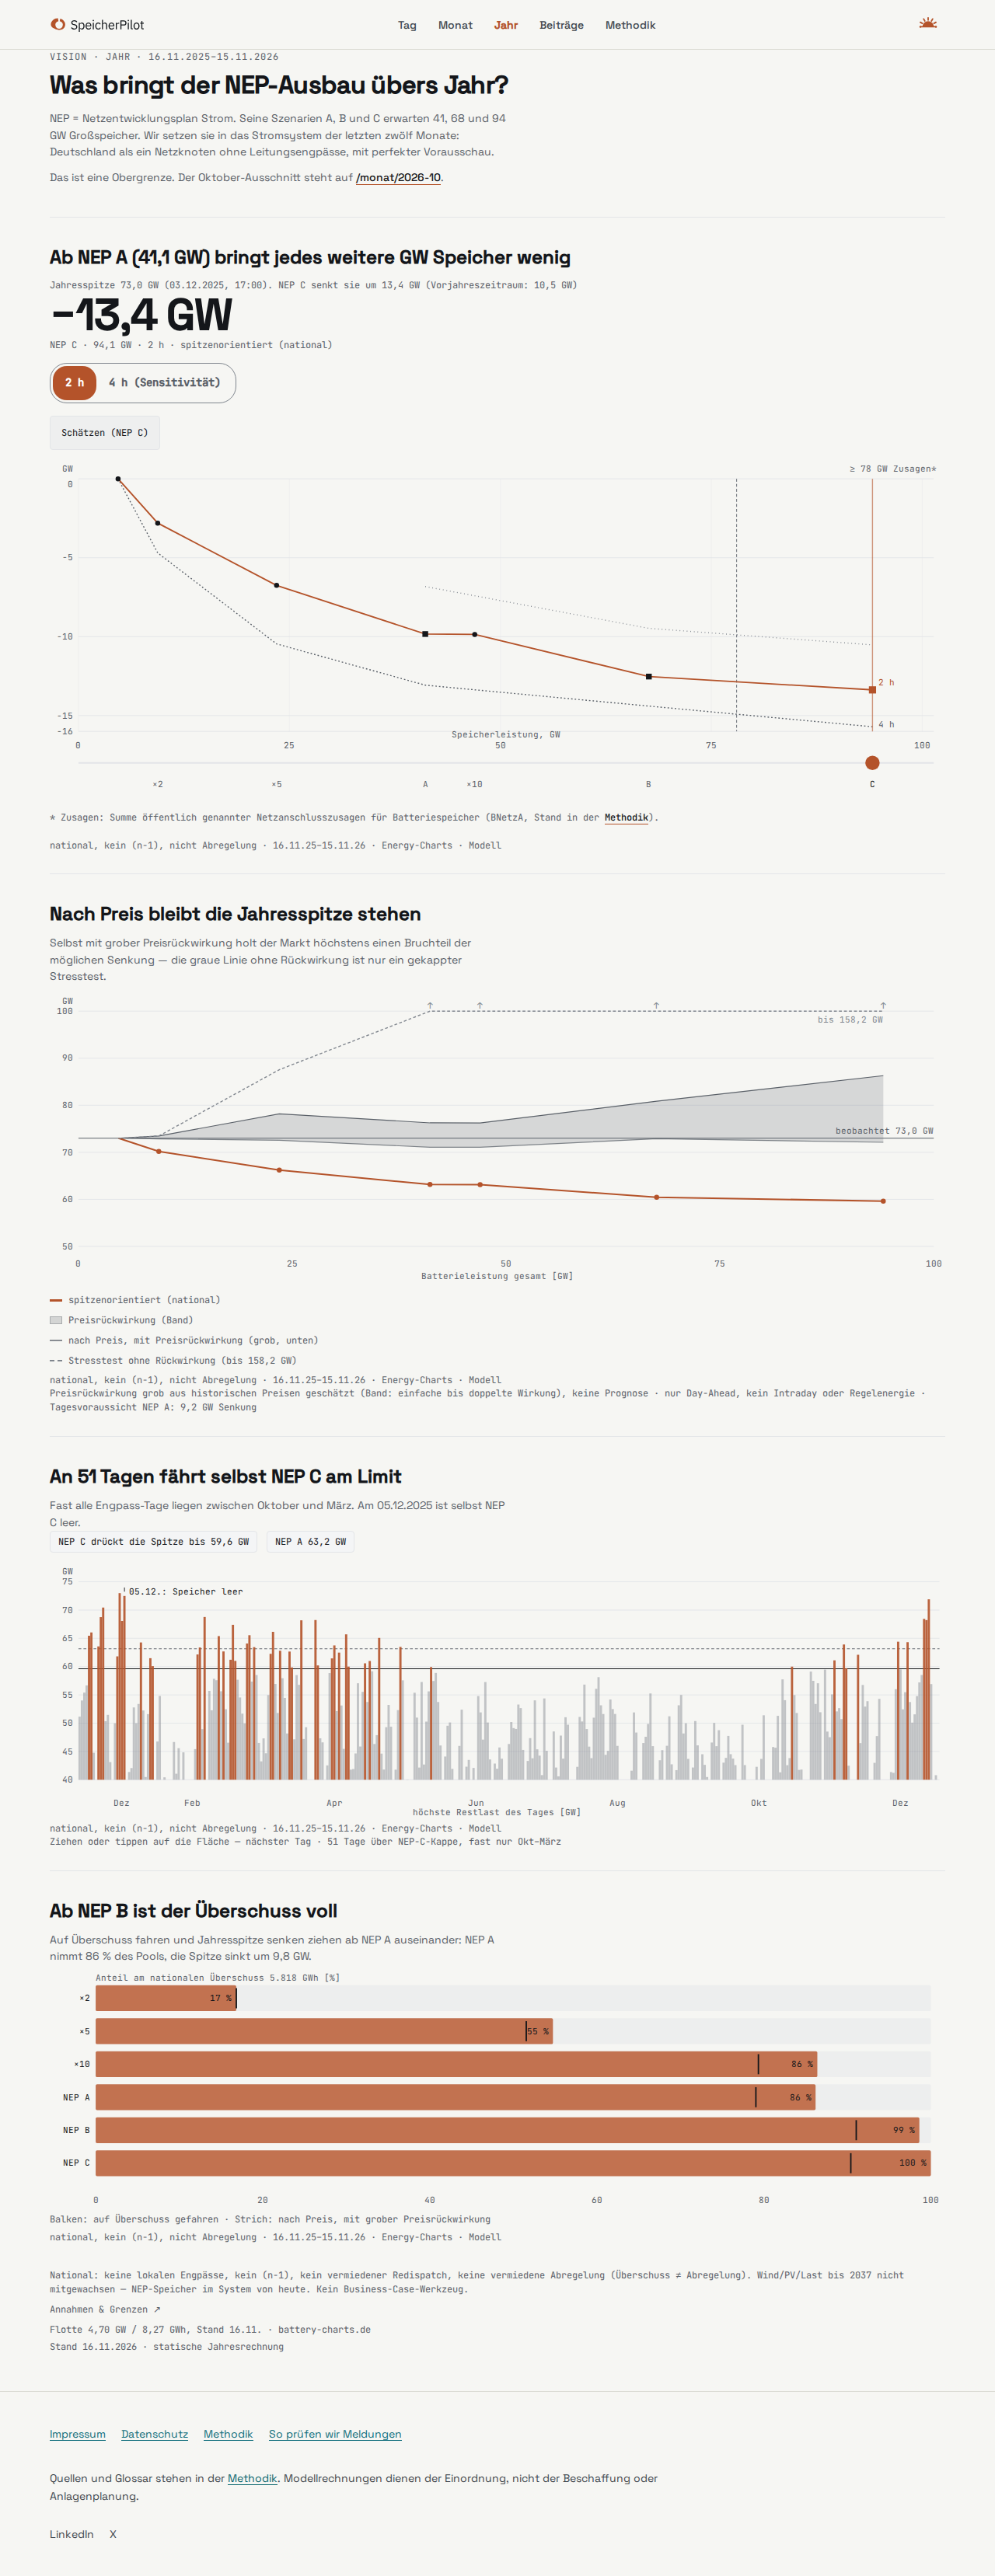 SpeicherPilot
Tag Monat Jahr Beiträge Methodik
VISION · JAHR · 16.11.2025–15.11.2026
Was bringt der NEP-Ausbau übers Jahr?
NEP = Netzentwicklungsplan Strom. Seine Szenarien A, B und C erwarten 41, 68 und 94
GW Großspeicher. Wir setzen sie in das Stromsystem der letzten zwölf Monate:
Deutschland als ein Netzknoten ohne Leitungsengpässe, mit perfekter Vorausschau.
Das ist eine Obergrenze. Der Oktober-Ausschnitt steht auf /monat/2026-10.
Ab NEP A (41,1 GW) bringt jedes weitere GW Speicher wenig
Jahresspitze 73,0 GW (03.12.2025, 17:00). NEP C senkt sie um 13,4 GW (Vorjahreszeitraum: 10,5 GW)
−13,4 GW
NEP C · 94,1 GW · 2 h · spitzenorientiert (national)
2 h 4 h (Sensitivität)
Schätzen (NEP C)
GW ≥ 78 GW Zusagen*
0
-5
-10
2 h
-15
4 h
-16
Speicherleistung, GW
0 25 50 75 100
×2 ×5 A ×10 B C
* Zusagen: Summe öffentlich genannter Netzanschlusszusagen für Batteriespeicher (BNetzA, Stand in der Methodik).
national, kein (n-1), nicht Abregelung · 16.11.25–15.11.26 · Energy-Charts · Modell
Nach Preis bleibt die Jahresspitze stehen
Selbst mit grober Preisrückwirkung holt der Markt höchstens einen Bruchteil der
möglichen Senkung — die graue Linie ohne Rückwirkung ist nur ein gekappter
Stresstest.
GW
100 ↑ ↑ ↑ ↑
bis 158,2 GW
90
80
beobachtet 73,0 GW
70
60
50
0 25 50 75 100
Batterieleistung gesamt [GW]
spitzenorientiert (national)
Preisrückwirkung (Band)
nach Preis, mit Preisrückwirkung (grob, unten)
Stresstest ohne Rückwirkung (bis 158,2 GW)
national, kein (n-1), nicht Abregelung · 16.11.25–15.11.26 · Energy-Charts · Modell
Preisrückwirkung grob aus historischen Preisen geschätzt (Band: einfache bis doppelte Wirkung), keine Prognose · nur Day-Ahead, kein Intraday oder Regelenergie ·
Tagesvoraussicht NEP A: 9,2 GW Senkung
An 51 Tagen fährt selbst NEP C am Limit
Fast alle Engpass-Tage liegen zwischen Oktober und März. Am 05.12.2025 ist selbst NEP
C leer.
NEP C drückt die Spitze bis 59,6 GW NEP A 63,2 GW
GW
75
05.12.: Speicher leer
70
65
60
55
50
45
40
Dez Feb Apr Jun Aug Okt Dez
höchste Restlast des Tages [GW]
national, kein (n-1), nicht Abregelung · 16.11.25–15.11.26 · Energy-Charts · Modell
Ziehen oder tippen auf die Fläche — nächster Tag · 51 Tage über NEP-C-Kappe, fast nur Okt–März
Ab NEP B ist der Überschuss voll
Auf Überschuss fahren und Jahresspitze senken ziehen ab NEP A auseinander: NEP A
nimmt 86 % des Pools, die Spitze sinkt um 9,8 GW.
Anteil am nationalen Überschuss 5.818 GWh [%]
×2 17 %
×5 55 %
×10 86 %
NEP A 86 %
NEP B 99 %
NEP C 100 %
0 20 40 60 80 100
Balken: auf Überschuss gefahren · Strich: nach Preis, mit grober Preisrückwirkung
national, kein (n-1), nicht Abregelung · 16.11.25–15.11.26 · Energy-Charts · Modell
National: keine lokalen Engpässe, kein (n-1), kein vermiedener Redispatch, keine vermiedene Abregelung (Überschuss ≠ Abregelung). Wind/PV/Last bis 2037 nicht
mitgewachsen — NEP-Speicher im System von heute. Kein Business-Case-Werkzeug.
Annahmen & Grenzen ↗
Flotte 4,70 GW / 8,27 GWh, Stand 16.11. · battery-charts.de
Stand 16.11.2026 · statische Jahresrechnung
Impressum Datenschutz Methodik So prüfen wir Meldungen
Quellen und Glossar stehen in der Methodik. Modellrechnungen dienen der Einordnung, nicht der Beschaffung oder
Anlagenplanung.
LinkedIn X